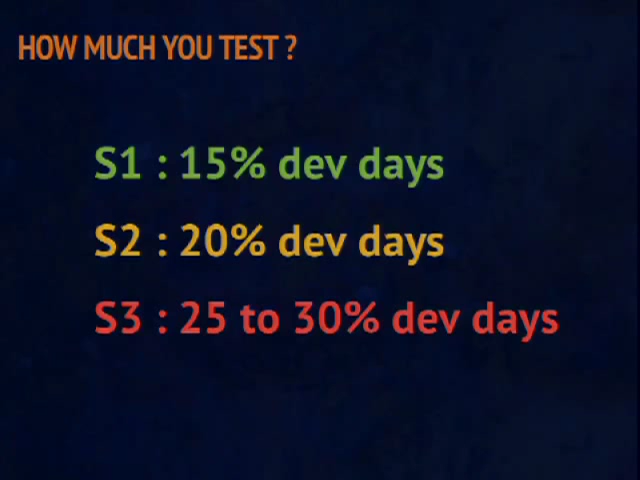 HOW MUCH YOU TEST ?
S1 : 15% dev days
S2 : 20% dev days
S3 : 25 to 30% dev days